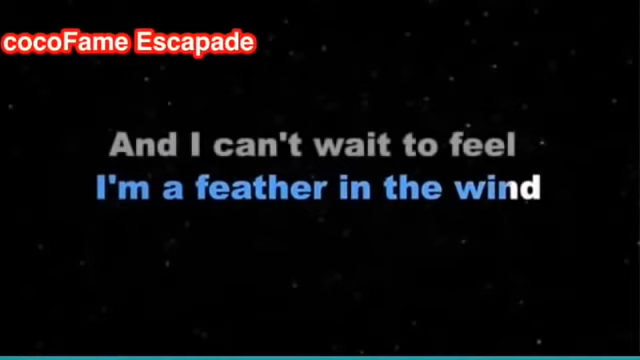 cocoFame Escapade
And I can't wait to feel
I'm a feather in the wind